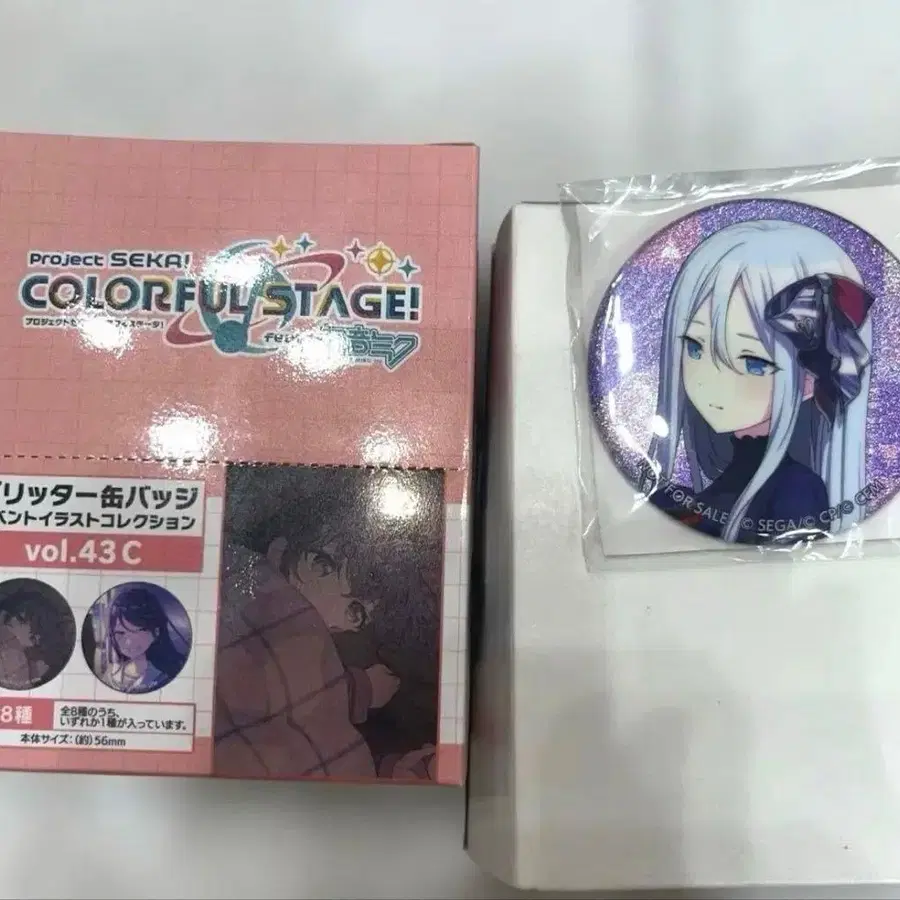 Project SEKAI
COLORFUL STAGE!
feat.
リッター缶バッジ
ベントイラストコレクション
vol.43 C
8種
全8種のうち、
いずれか1種が入っています。
本体サイズ:(約)56mm
FOR SALE
© SEGA/© CP/© CFM